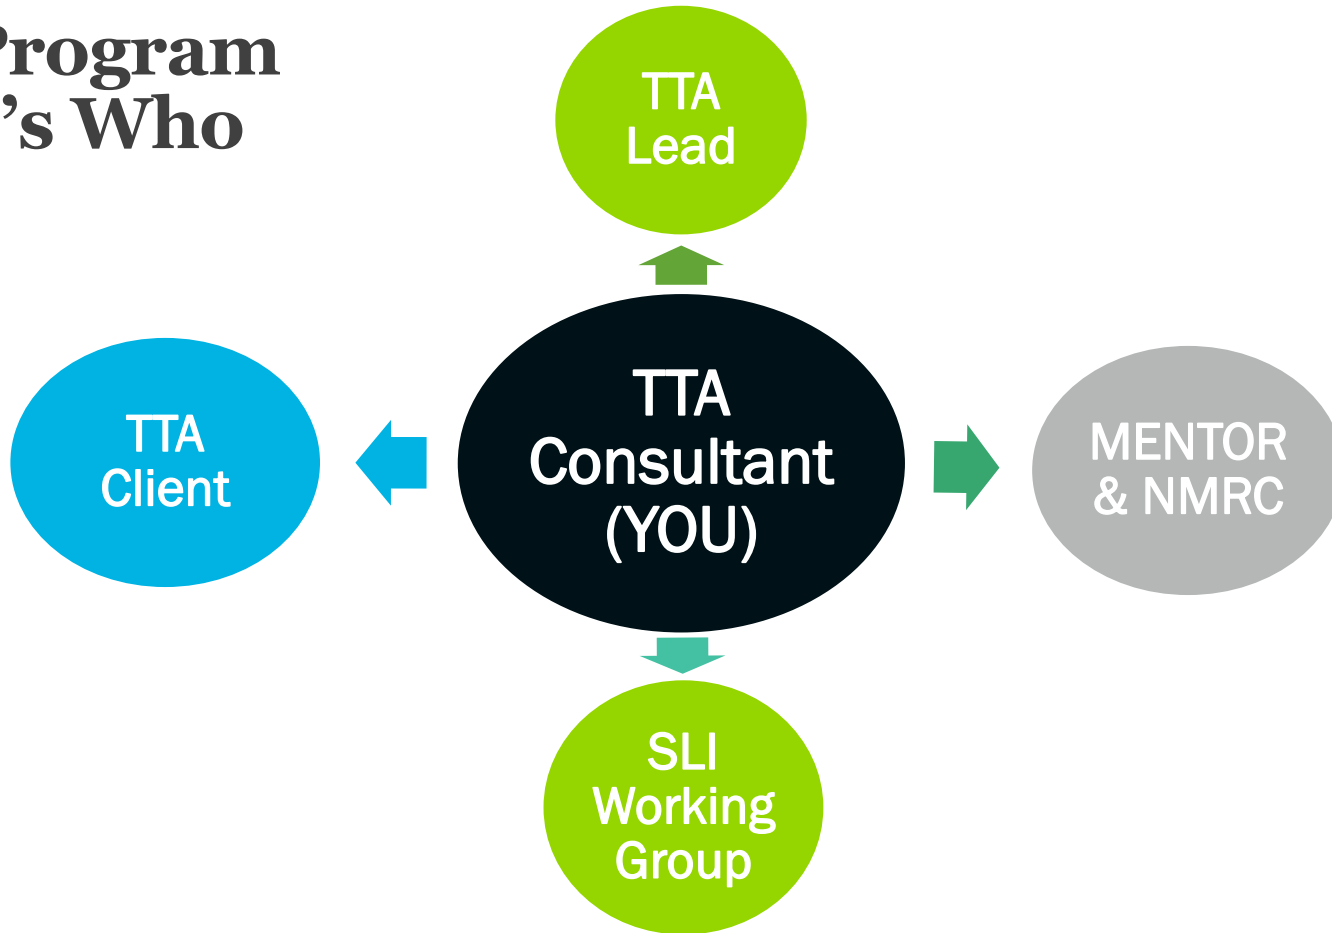 Program
's Who
TTA
Lead
TTA
Client
TTA
Consultant
(YOU)
MENTOR
& NMRC
SLI
Working
Group